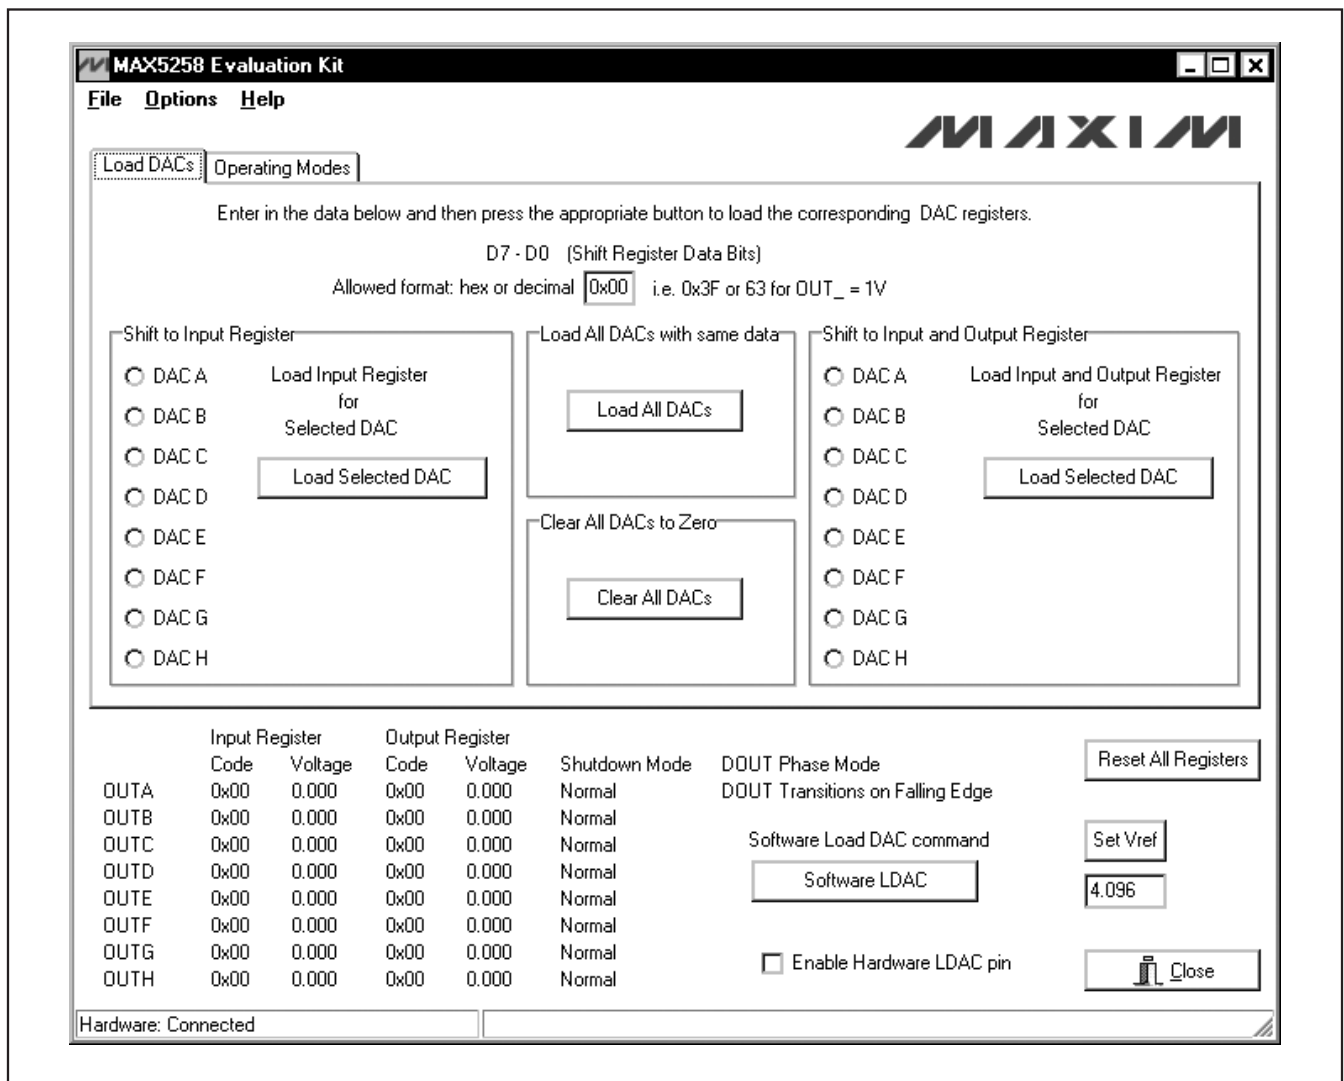 MAX5258 Evaluation Kit
File Options Help
MAXIM
Load DACs Operating Modes
Enter in the data below and then press the appropriate button to load the corresponding DAC registers.
D7 - D0 (Shift Register Data Bits)
Allowed format: hex or decimal 0x00 i.e. 0x3F or 63 for OUT_ = 1V
Shift to Input Register
DAC A
DAC B
DAC C
DAC D
DAC E
DAC F
DAC G
DAC H
Load Input Register
for
Selected DAC
Load Selected DAC
Load All DACs with same data
Load All DACs
Clear All DACs to Zero
Clear All DACs
Shift to Input and Output Register
DAC A
DAC B
DAC C
DAC D
DAC E
DAC F
DAC G
DAC H
Load Input and Output Register
for
Selected DAC
Load Selected DAC
Input Register Output Register
Code Voltage Code Voltage Shutdown Mode
OUTA 0x00 0.000 0x00 0.000 Normal
OUTB 0x00 0.000 0x00 0.000 Normal
OUTC 0x00 0.000 0x00 0.000 Normal
OUTD 0x00 0.000 0x00 0.000 Normal
OUTE 0x00 0.000 0x00 0.000 Normal
OUTF 0x00 0.000 0x00 0.000 Normal
OUTG 0x00 0.000 0x00 0.000 Normal
OUTH 0x00 0.000 0x00 0.000 Normal
DOUT Phase Mode
DOUT Transitions on Falling Edge
Software Load DAC command
Software LDAC
Enable Hardware LDAC pin
Reset All Registers
Set Vref
4.096
Close
Hardware: Connected